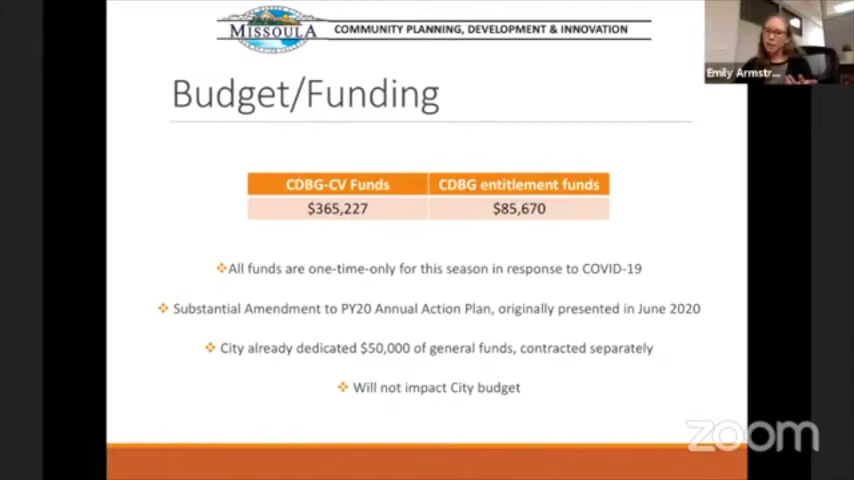 MISSOULA
COMMUNITY PLANNING, DEVELOPMENT & INNOVATION
Emily Armstr...
Budget/Funding
CDBG-CV Funds CDBG entitlement funds
$365,227 $85,670
❖All funds are one-time-only for this season in response to COVID-19
❖ Substantial Amendment to PY20 Annual Action Plan, originally presented in June 2020
❖ City already dedicated $50,000 of general funds, contracted separately
❖ Will not impact City budget
zoom